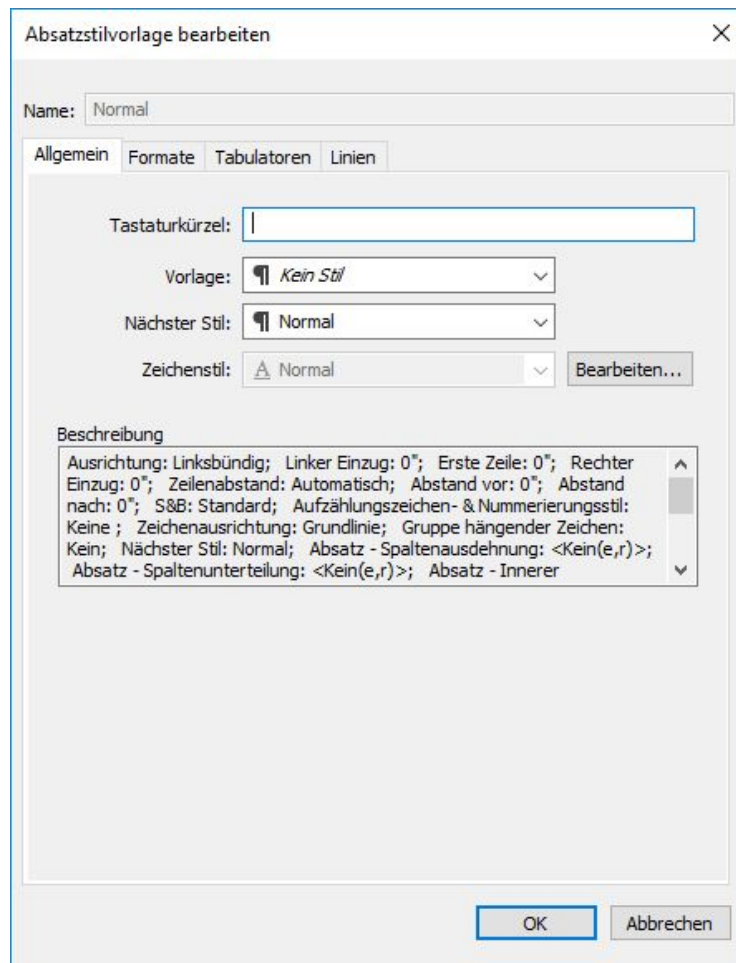 Absatzstilvorlage bearbeiten
Name: Normal
Allgemein Formate Tabulatoren Linien
Tastaturkürzel:
Vorlage: ¶ Kein Stil
Nächster Stil: ¶ Normal
Zeichenstil: A Normal Bearbeiten...
Beschreibung
Ausrichtung: Linksbündig; Linker Einzug: 0"; Erste Zeile: 0"; Rechter
Einzug: 0"; Zeilenabstand: Automatisch; Abstand vor: 0"; Abstand
nach: 0"; S&B: Standard; Aufzählungszeichen- & Nummerierungsstil:
Keine ; Zeichenausrichtung: Grundlinie; Gruppe hängender Zeichen:
Kein; Nächster Stil: Normal; Absatz - Spaltenausdehnung: <Kein(e,r)>;
Absatz - Spaltenunterteilung: <Kein(e,r)>; Absatz - Innerer
OK Abbrechen